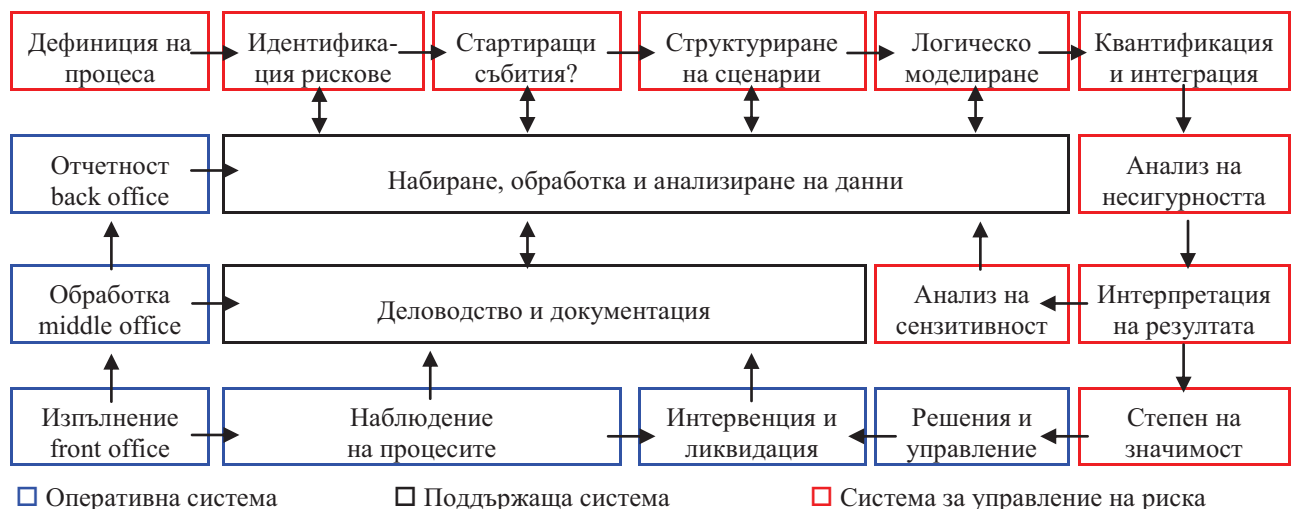 Дефиниция на
процеса
Идентифика-
ция рискове
Стартиращи
събития?
Структуриране
на сценарии
Логическо
моделиране
Квантификация
и интеграция
Отчетност
back office
Набиране, обработка и анализиране на данни
Анализ на
несигурността
Обработка
middle office
Деловодство и документация
Анализ на
сензитивност
Интерпретация
на резултата
Изпълнение
front office
Наблюдение
на процесите
Интервенция и
ликвидация
Решения и
управление
Степен на
значимост
Оперативна система
Поддържаща система
Система за управление на риска